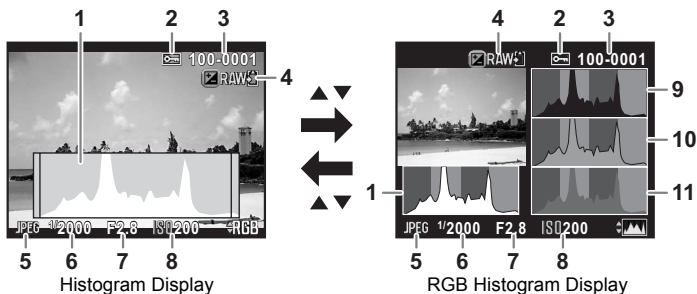 1 2 3 4
100-0001
RAW
4
JPEG 1/2000 F2.8 ISO200 RGB
5 6 7 8
Histogram Display
4 2 3
RAW 100-0001
9
10
1 11
JPEG 1/2000 F2.8 ISO200
5 6 7 8
RGB Histogram Display